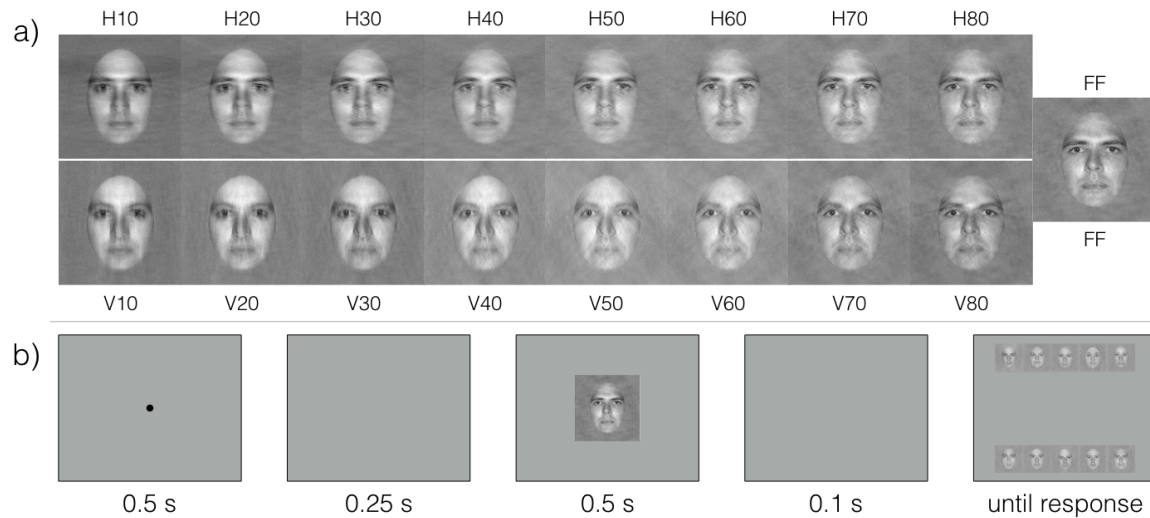 a)
H10 H20 H30 H40 H50 H60 H70 H80
FF
FF
V10 V20 V30 V40 V50 V60 V70 V80
b)
0.5 s 0.25 s 0.5 s 0.1 s until response